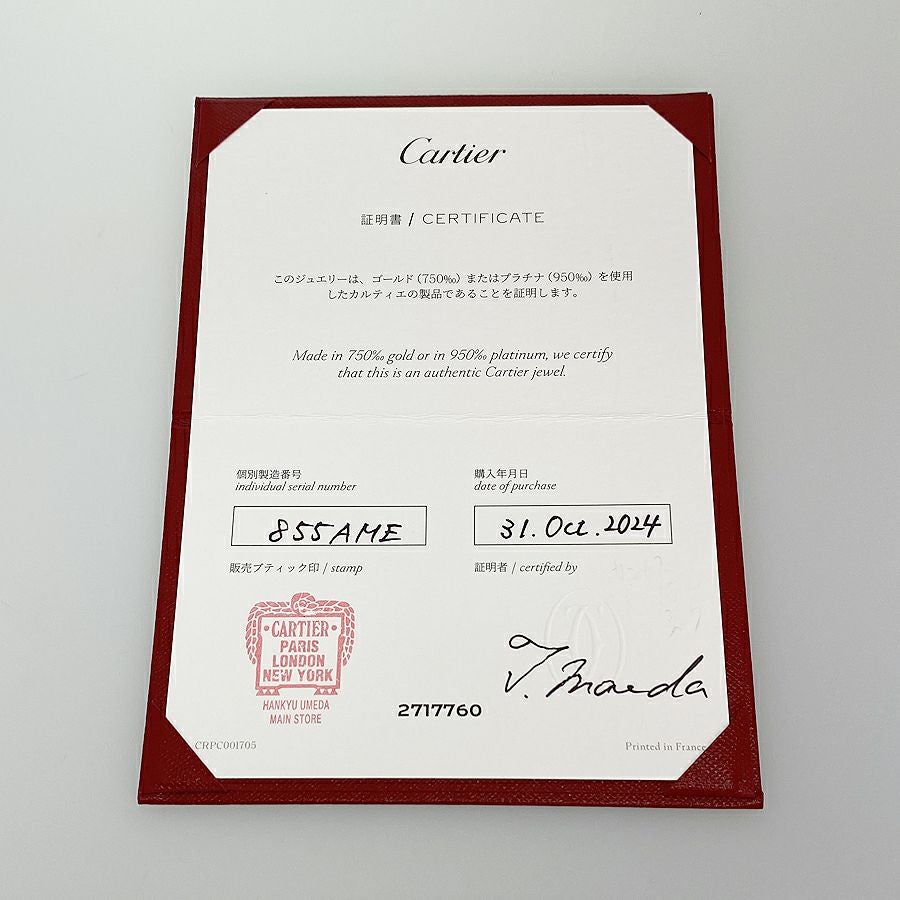 Cartier
証明書 / CERTIFICATE
このジュエリーは、ゴールド（750‰）またはプラチナ（950‰）を使用
したカルティエの製品であることを証明します。
Made in 750‰ gold or in 950‰ platinum, we certify
that this is an authentic Cartier jewel.
個別製造番号
individual serial number
855AME
購入年月日
date of purchase
31. Oct. 2024
販売ブティック印 / stamp
CARTIER
PARIS
LONDON
NEW YORK
HANKYU UMEDA
MAIN STORE
証明者 / certified by
T. Maeda
2717760
CRPC001705
Printed in France